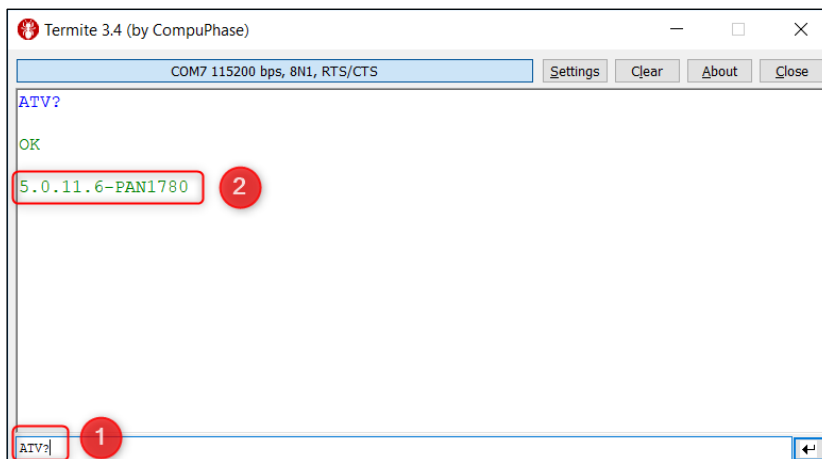 Termite 3.4 (by CompuPhase)
COM7 115200 bps, 8N1, RTS/CTS Settings Clear About Close
ATV?
OK
5.0.11.6-PAN1780 2
ATV? 1